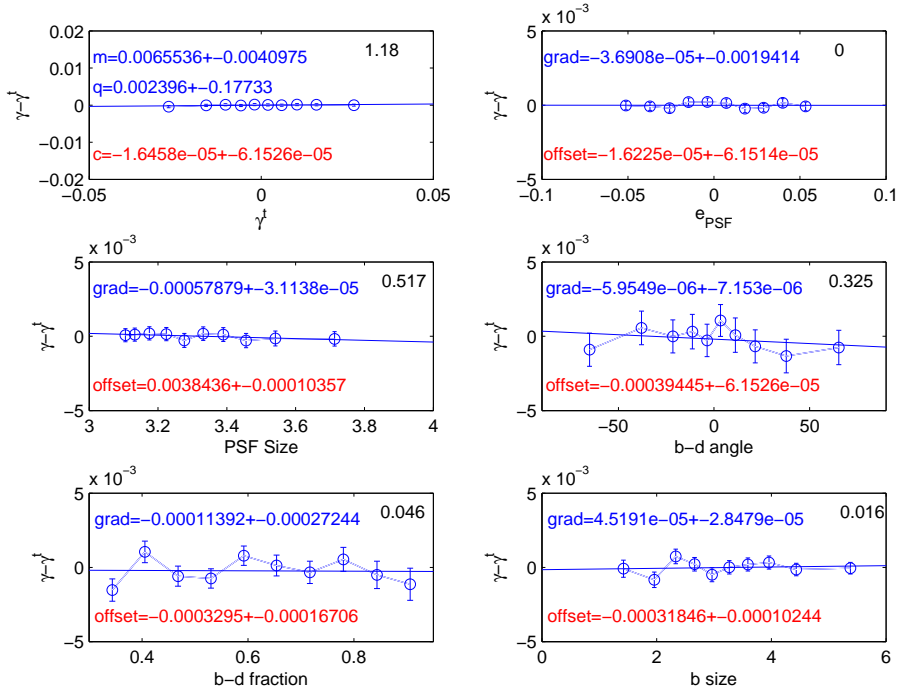 0.02
0.01
0
−0.01
−0.02
γ−γᵗ
m=0.0065536+−0.0040975
1.18
q=0.002396+−0.17733
c=−1.6458e−05+−6.1526e−05
−0.05
0
0.05
γᵗ
5
x 10⁻³
0
−5
γ−γᵗ
grad=−3.6908e−05+−0.0019414
0
offset=−1.6225e−05+−6.1514e−05
−0.1
−0.05
0
0.05
0.1
e_PSF
5
x 10⁻³
0
−5
γ−γᵗ
grad=−0.00057879+−3.1138e−05
0.517
offset=0.0038436+−0.00010357
3
3.2
3.4
3.6
3.8
4
PSF Size
5
x 10⁻³
0
−5
γ−γᵗ
grad=−5.9549e−06+−7.153e−06
0.325
offset=−0.00039445+−6.1526e−05
−50
0
50
b−d angle
5
x 10⁻³
0
−5
γ−γᵗ
grad=−0.00011392+−0.00027244
0.046
offset=−0.0003295+−0.00016706
0.4
0.6
0.8
b−d fraction
5
x 10⁻³
0
−5
γ−γᵗ
grad=4.5191e−05+−2.8479e−05
0.016
offset=−0.00031846+−0.00010244
0
2
4
6
b size